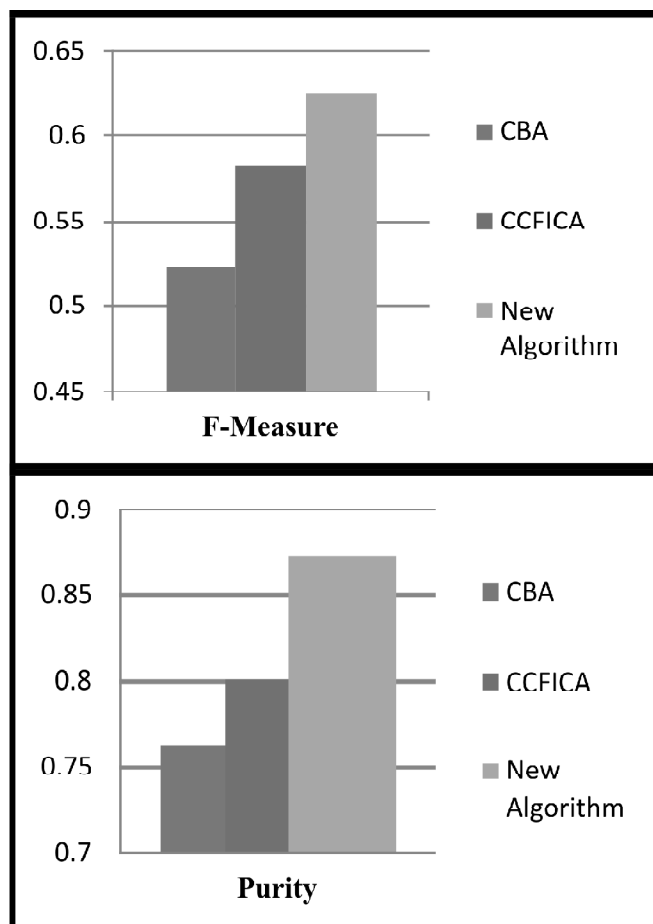 0.65
0.6
0.55
0.5
0.45
CBA
CCFICA
New
Algorithm
F-Measure
0.9
0.85
0.8
0.75
0.7
CBA
CCFICA
New
Algorithm
Purity